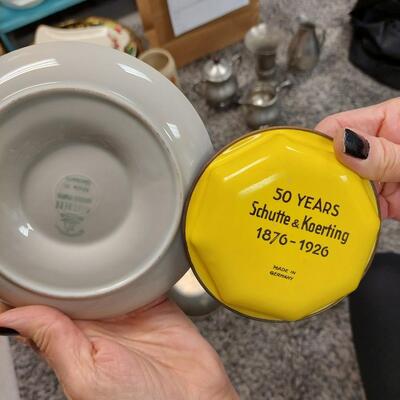 50 YEARS
Schutte & Koerting
1876-1926
MADE IN
GERMANY